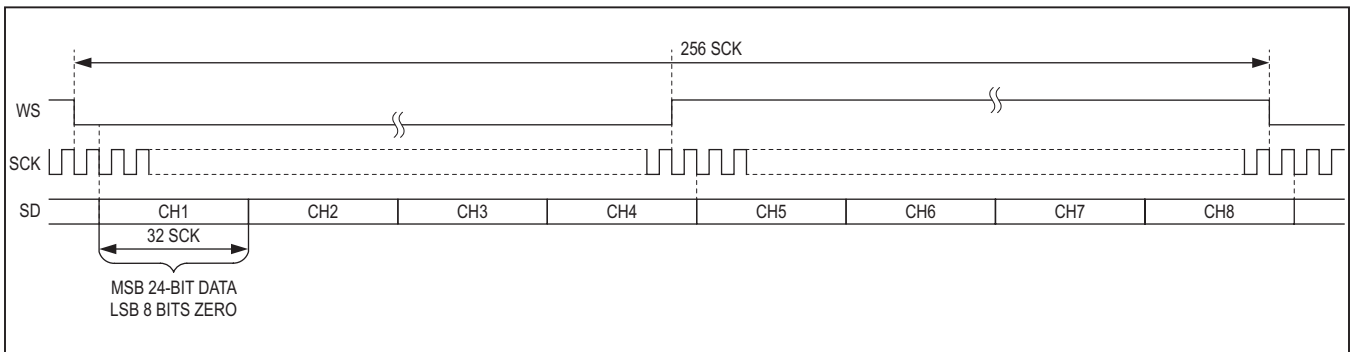 256 SCK
WS
SCK
SD
CH1
CH2
CH3
CH4
CH5
CH6
CH7
CH8
32 SCK
MSB 24-BIT DATA
LSB 8 BITS ZERO